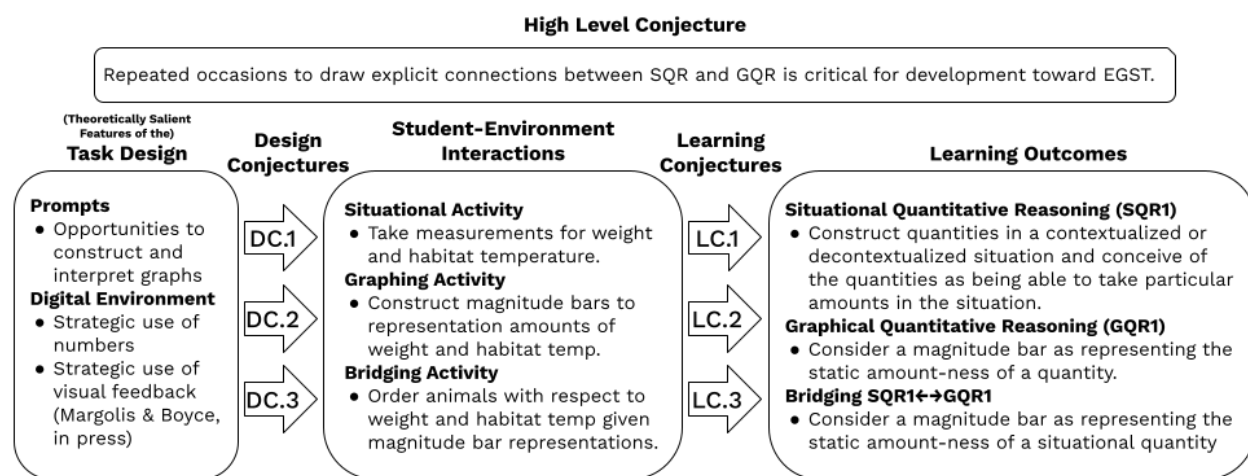 High Level Conjecture
Repeated occasions to draw explicit connections between SQR and GQR is critical for development toward EGST.
(Theoretically Salient
Features of the)
Task Design
Design
Conjectures
Student-Environment
Interactions
Learning
Conjectures
Learning Outcomes
Prompts
● Opportunities to
construct and
interpret graphs
Digital Environment
● Strategic use of
numbers
● Strategic use of
visual feedback
(Margolis & Boyce,
in press)
DC.1
DC.2
DC.3
Situational Activity
● Take measurements for weight
and habitat temperature.
Graphing Activity
● Construct magnitude bars to
representation amounts of
weight and habitat temp.
Bridging Activity
● Order animals with respect to
weight and habitat temp given
magnitude bar representations.
LC.1
LC.2
LC.3
Situational Quantitative Reasoning (SQR1)
● Construct quantities in a contextualized or
decontextualized situation and conceive of
the quantities as being able to take particular
amounts in the situation.
Graphical Quantitative Reasoning (GQR1)
● Consider a magnitude bar as representing the
static amount-ness of a quantity.
Bridging SQR1↔GQR1
● Consider a magnitude bar as representing the
static amount-ness of a situational quantity